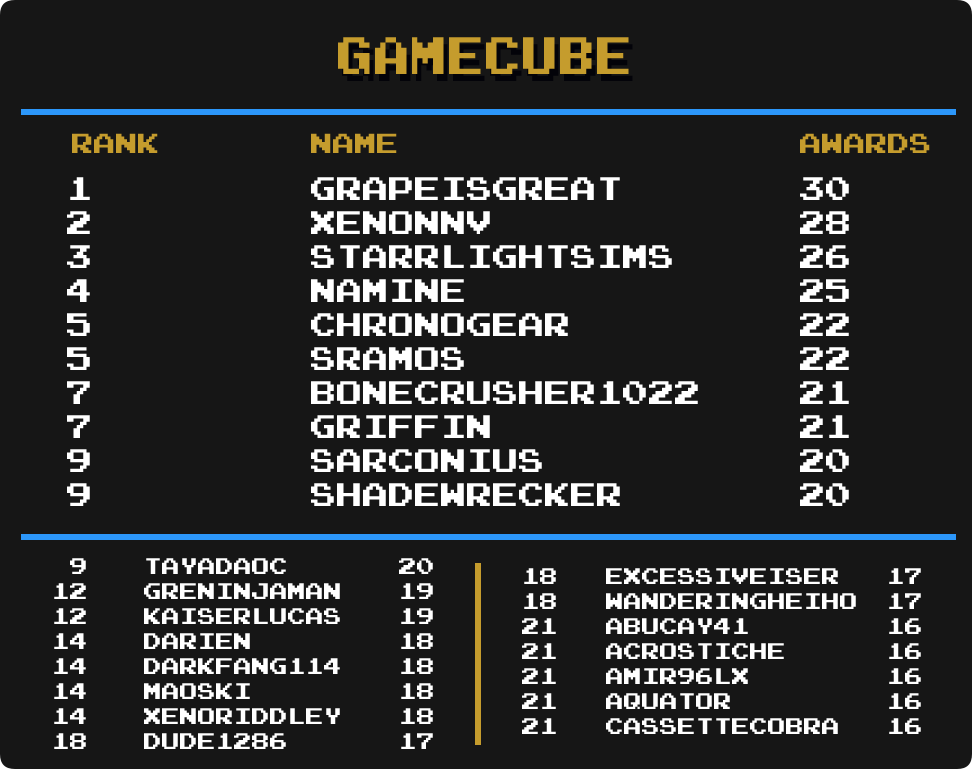 GAMECUBE
RANK NAME AWARDS
1 GRAPEISGREAT 30
2 XENONNV 28
3 STARRLIGHTSIMS 26
4 NAMINE 25
5 CHRONOGEAR 22
5 SRAMOS 22
7 BONECRUSHER1022 21
7 GRIFFIN 21
9 SARCONIUS 20
9 SHADEWRECKER 20
9 TAYADAOC 20
12 GRENINJAMAN 19
12 KAISERLUCAS 19
14 DARIEN 18
14 DARKFANG114 18
14 MAOSKI 18
14 XENORIDDLEY 18
18 DUDE1286 17
18 EXCESSIVEISER 17
18 WANDERINGHEIHO 17
21 ABUCAY41 16
21 ACROSTICHE 16
21 AMIR96LX 16
21 AQUATOR 16
21 CASSETTECOBRA 16